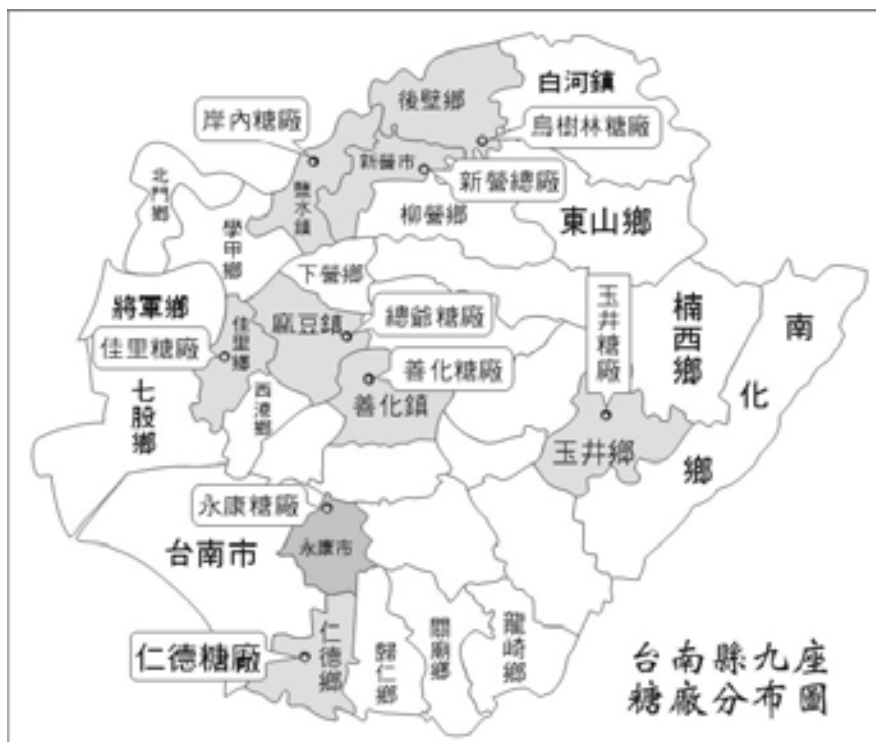 白河鎮
後壁鄉
岸內糖廠
烏樹林糖廠
新營市
新營總廠
北門鄉
鹽水鎮
學甲鄉
柳營鄉
東山鄉
下營鄉
將軍鄉
佳里鄉
佳里糖廠
麻豆鎮
總爺糖廠
玉井糖廠
楠西鄉
南化鄉
善化糖廠
善化鎮
七股鄉
西港鄉
玉井鄉
永康糖廠
台南市
永康市
仁德糖廠
仁德鄉
歸仁鄉
關廟鄉
龍崎鄉
台南縣九座
糖廠分布圖